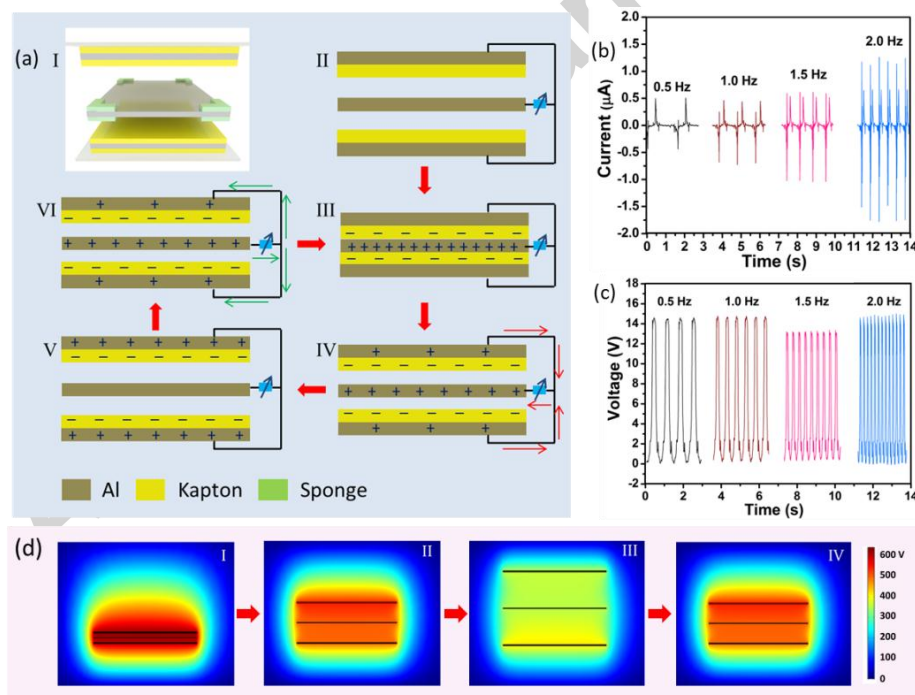 (a)
I
II
+ + +
− − − − − − −
+ + + + + + + +
− − − − − − −
+ + +
VI
− − − − − − −
+ + + + + + + + + + + + +
− − − − − − −
III
+ + + + + + +
− − − − − − −
− − − − − − −
+ + + + + + +
V
+ + +
− − − − − − −
+ + + + + + + +
− − − − − − −
+ + +
IV
Al
Kapton
Sponge
(b)
Current (μA)
2.0
1.5
1.0
0.5
0.0
-0.5
-1.0
-1.5
-2.0
0.5 Hz
1.0 Hz
1.5 Hz
2.0 Hz
0 1 2 3 4 5 6 7 8 9 10 11 12 13 14
Time (s)
(c)
Voltage (V)
18
16
14
12
10
8
6
4
2
0
0.5 Hz
1.0 Hz
1.5 Hz
2.0 Hz
0 2 4 6 8 10 12 14
Time (s)
(d)
I
II
III
IV
600 V
500
400
300
200
100
0